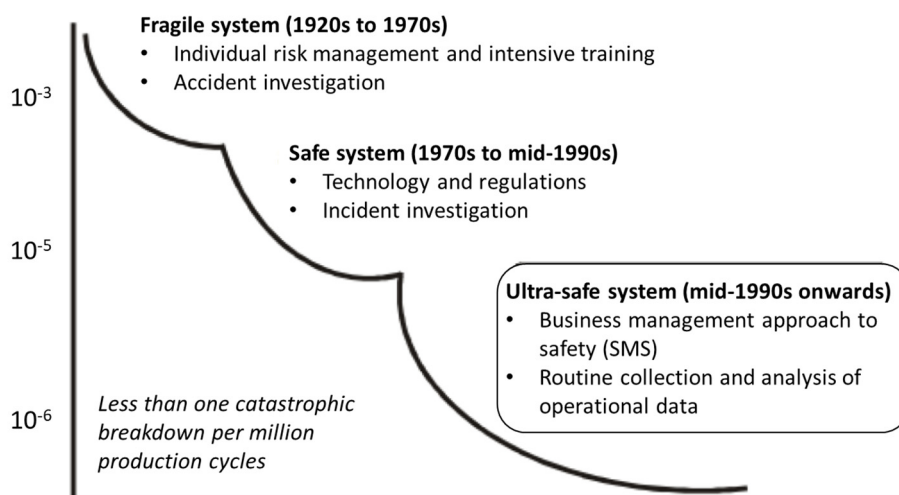 Fragile system (1920s to 1970s)
• Individual risk management and intensive training
• Accident investigation
10-3
Safe system (1970s to mid-1990s)
• Technology and regulations
• Incident investigation
10-5
Ultra-safe system (mid-1990s onwards)
• Business management approach to
safety (SMS)
• Routine collection and analysis of
operational data
10-6
Less than one catastrophic
breakdown per million
production cycles